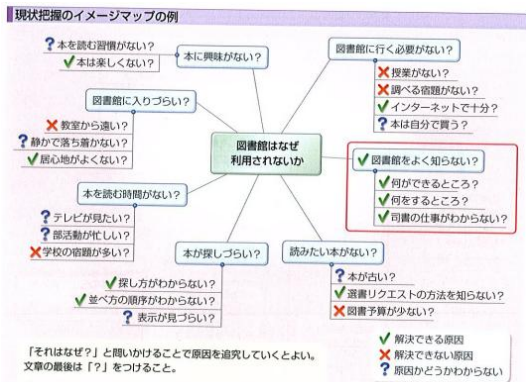 現状把握のイメージマップの例
?本を読む習慣がない?
✓本は楽しくない?
本に興味がない?
図書館に行く必要がない?
×授業がない?
×調べる宿題がない?
✓インターネットで十分?
?本は自分で買う?
図書館に入りづらい?
×教室から遠い?
?静かで落ち着かない?
✓居心地がよくない?
図書館はなぜ
利用されないか
✓図書館をよく知らない?
✓何ができるところ?
✓何をするところ?
✓司書の仕事がわからない?
本を読む時間がない?
?テレビが見たい?
?部活動が忙しい?
×学校の宿題が多い?
本が探しづらい?
✓探し方がわからない?
✓並べ方の順序がわからない?
?表示が見づらい?
読みたい本がない?
?本が古い?
✓選書リクエストの方法を知らない?
×図書予算が少ない?
「それはなぜ?」と問いかけることで原因を追究していくとよい。
文章の最後は「?」をつけること。
✓解決できる原因
×解決できない原因
?原因かどうかわからない